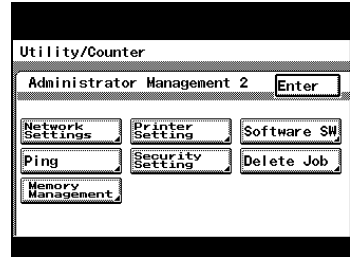 Utility/Counter
Administrator Management 2
Enter
Network Settings
Printer Setting
Software SW
Ping
Security Setting
Delete Job
Memory Management